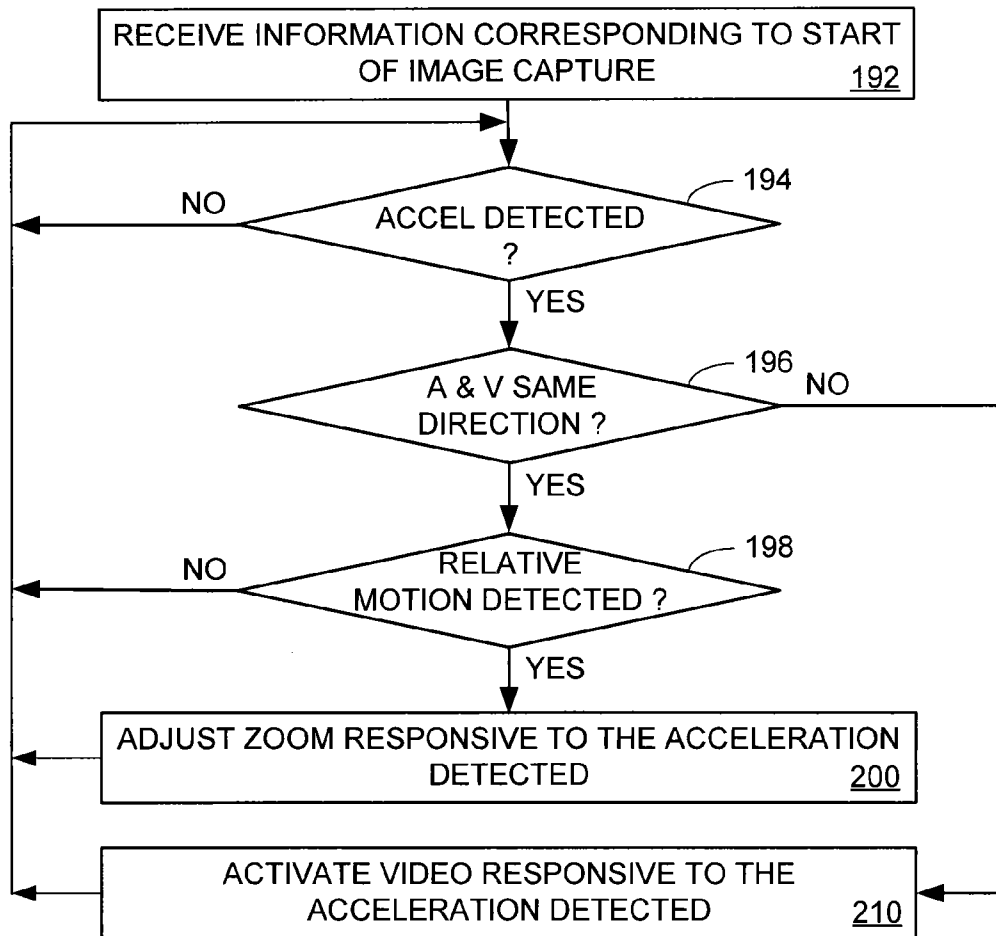 RECEIVE INFORMATION CORRESPONDING TO START
OF IMAGE CAPTURE
192
194
NO
ACCEL DETECTED
?
YES
196
NO
A & V SAME
DIRECTION ?
YES
198
NO
RELATIVE
MOTION DETECTED ?
YES
ADJUST ZOOM RESPONSIVE TO THE ACCELERATION
DETECTED
200
ACTIVATE VIDEO RESPONSIVE TO THE
ACCELERATION DETECTED
210